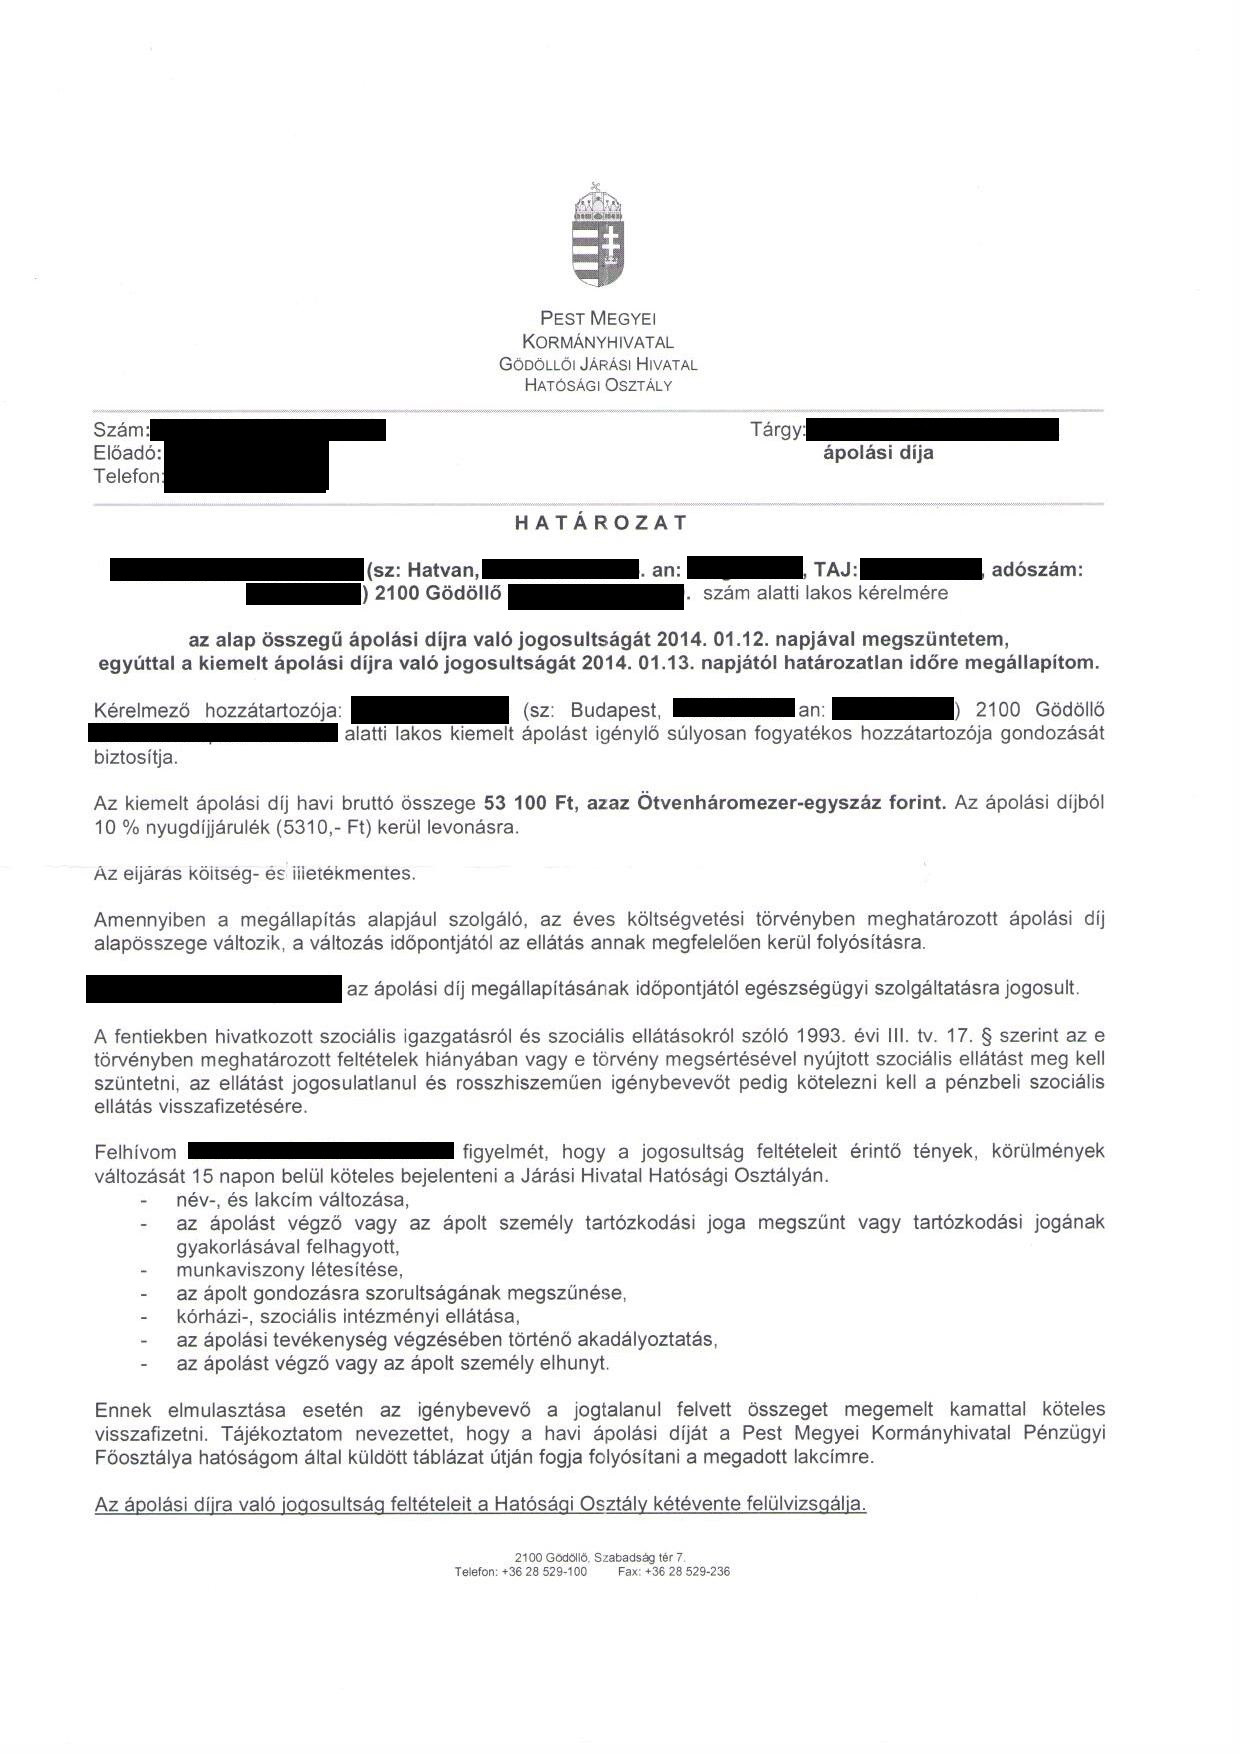 PEST MEGYEI
KORMÁNYHIVATAL
GÖDÖLLŐI JÁRÁSI HIVATAL
HATÓSÁGI OSZTÁLY
Szám: Tárgy:
Előadó: ápolási díja
Telefon:
HATÁROZAT
(sz: Hatvan, . an: , TAJ: , adószám:
) 2100 Gödöllő . szám alatti lakos kérelmére
az alap összegű ápolási díjra való jogosultságát 2014. 01.12. napjával megszüntetem,
egyúttal a kiemelt ápolási díjra való jogosultságát 2014. 01.13. napjától határozatlan időre megállapítom.
Kérelmező hozzátartozója: (sz: Budapest, an: ) 2100 Gödöllő
alatti lakos kiemelt ápolást igénylő súlyosan fogyatékos hozzátartozója gondozását
biztosítja.
Az kiemelt ápolási díj havi bruttó összege 53 100 Ft, azaz Ötvenháromezer-egyszáz forint. Az ápolási díjból
10 % nyugdíjjárulék (5310,- Ft) kerül levonásra.
Az eljárás költség- és illetékmentes.
Amennyiben a megállapítás alapjául szolgáló, az éves költségvetési törvényben meghatározott ápolási díj
alapösszege változik, a változás időpontjától az ellátás annak megfelelően kerül folyósításra.
az ápolási díj megállapításának időpontjától egészségügyi szolgáltatásra jogosult.
A fentiekben hivatkozott szociális igazgatásról és szociális ellátásokról szóló 1993. évi III. tv. 17. § szerint az e
törvényben meghatározott feltételek hiányában vagy e törvény megsértésével nyújtott szociális ellátást meg kell
szüntetni, az ellátást jogosulatlanul és rosszhiszeműen igénybevevőt pedig kötelezni kell a pénzbeli szociális
ellátás visszafizetésére.
Felhívom figyelmét, hogy a jogosultság feltételeit érintő tények, körülmények
változását 15 napon belül köteles bejelenteni a Járási Hivatal Hatósági Osztályán.
- név-, és lakcím változása,
- az ápolást végző vagy az ápolt személy tartózkodási joga megszűnt vagy tartózkodási jogának
gyakorlásával felhagyott,
- munkaviszony létesítése,
- az ápolt gondozásra szorultságának megszűnése,
- kórházi-, szociális intézményi ellátása,
- az ápolási tevékenység végzésében történő akadályoztatás,
- az ápolást végző vagy az ápolt személy elhunyt.
Ennek elmulasztása esetén az igénybevevő a jogtalanul felvett összeget megemelt kamattal köteles
visszafizetni. Tájékoztatom nevezettet, hogy a havi ápolási díját a Pest Megyei Kormányhivatal Pénzügyi
Főosztálya hatóságom által küldött táblázat útján fogja folyósítani a megadott lakcímre.
Az ápolási díjra való jogosultság feltételeit a Hatósági Osztály kétévente felülvizsgálja.
2100 Gödöllő, Szabadság tér 7.
Telefon: +36 28 529-100 Fax: +36 28 529-236